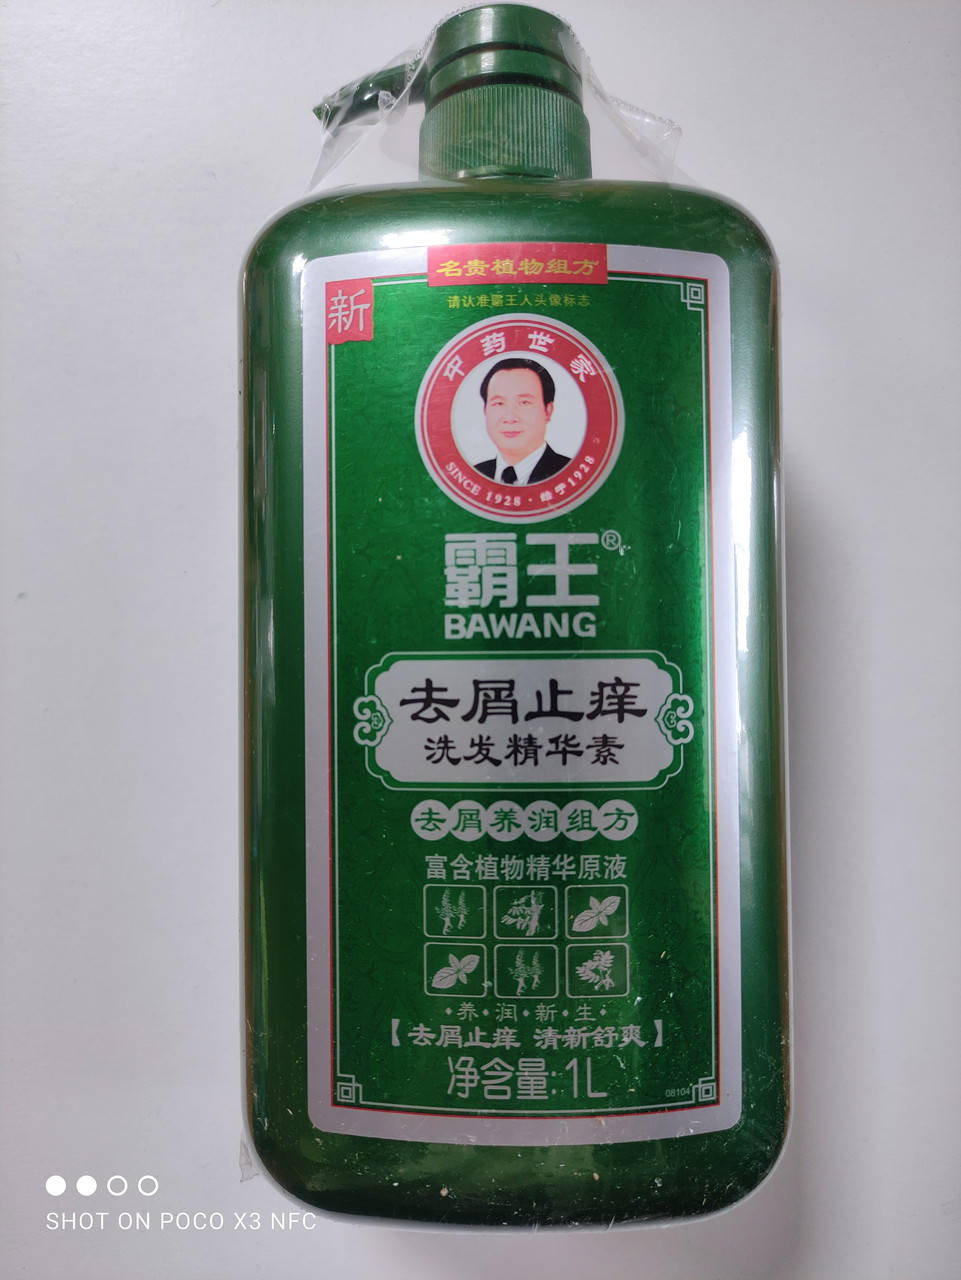 名贵植物组方
新
请认准霸王人头像标志
中药世家
SINCE 1928 · 始于1928
霸王®
BAWANG
去屑止痒
洗发精华素
去屑养润组方
富含植物精华原液
·养·润·新·生·
【去屑止痒 清新舒爽】
净含量:1L
08104
SHOT ON POCO X3 NFC